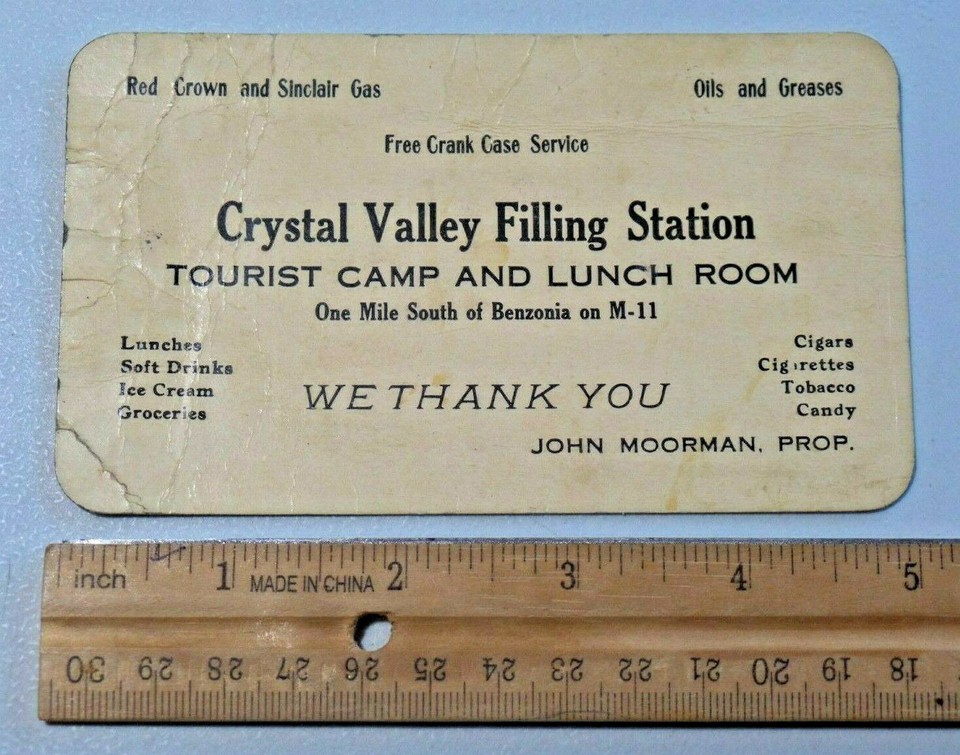 Red Crown and Sinclair Gas
Oils and Greases
Free Crank Case Service
Crystal Valley Filling Station
TOURIST CAMP AND LUNCH ROOM
One Mile South of Benzonia on M-11
Lunches
Soft Drinks
Ice Cream
Groceries
WE THANK YOU
Cigars
Cigarettes
Tobacco
Candy
JOHN MOORMAN, PROP.
inch 1 MADE IN CHINA 2 3 4 5
30 29 28 27 26 25 24 23 22 21 20 19 18